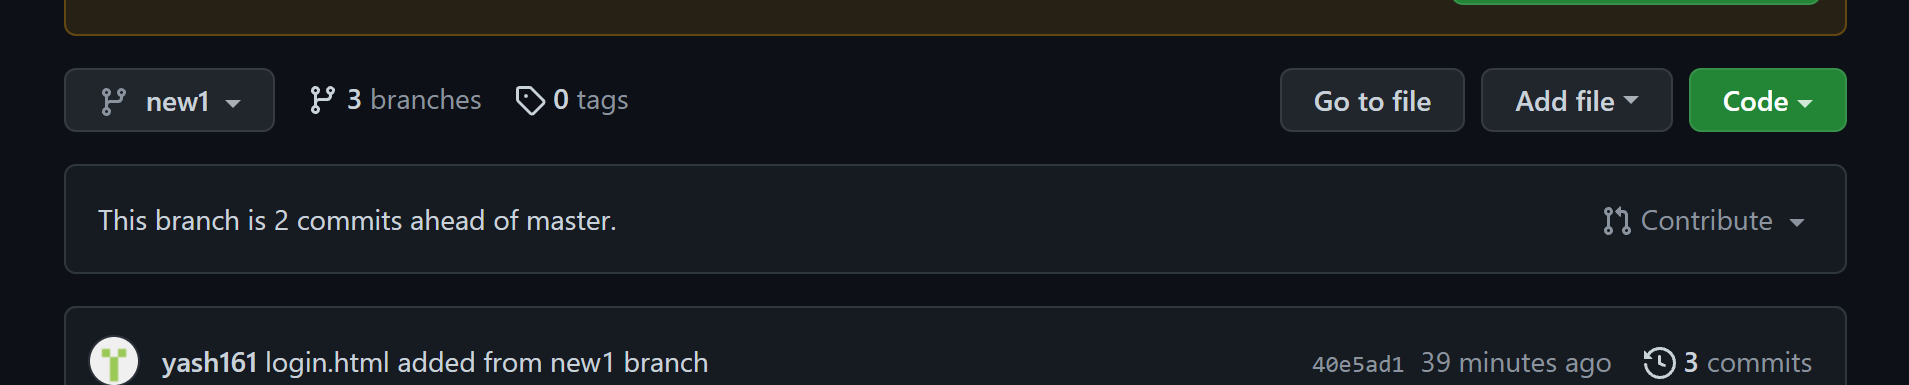 new1 3 branches 0 tags Go to file Add file Code
This branch is 2 commits ahead of master. Contribute
yash161 login.html added from new1 branch 40e5ad1 39 minutes ago 3 commits